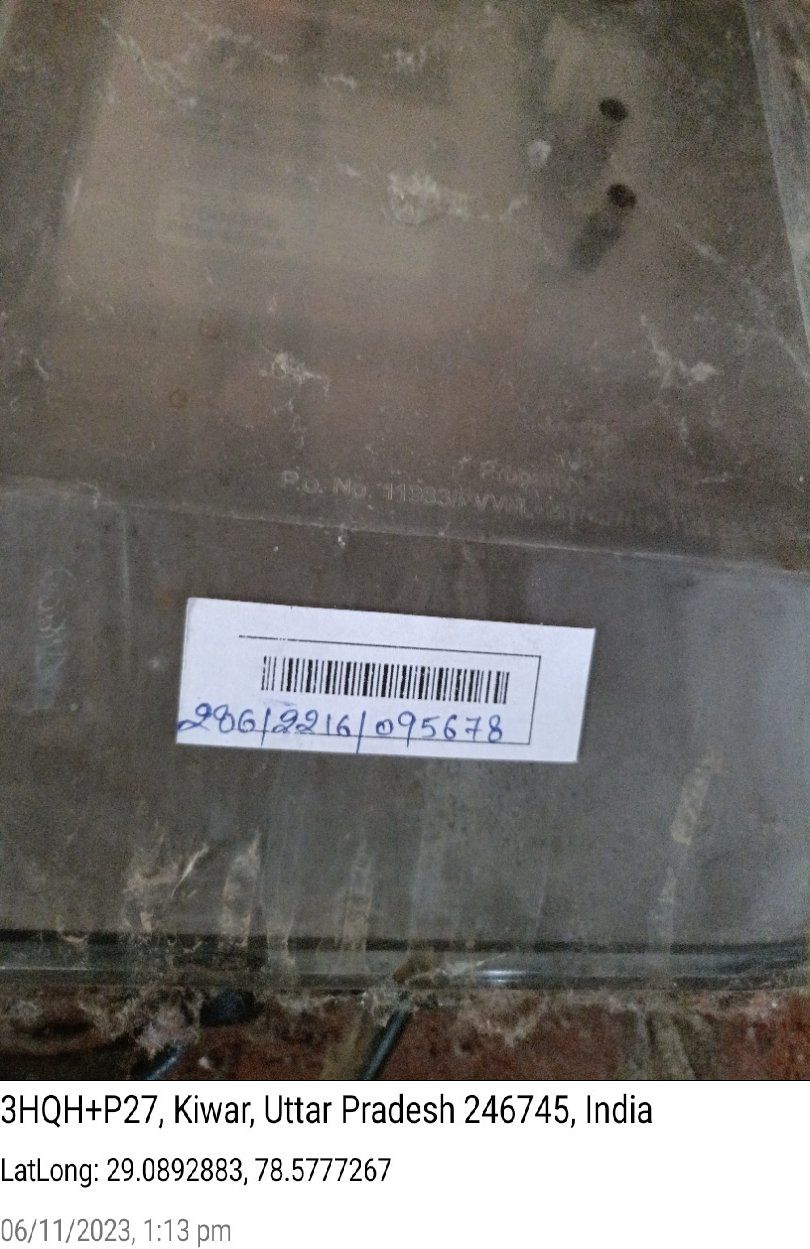 P.O. No.
286/2216/095678
3HQH+P27, Kiwar, Uttar Pradesh 246745, India
LatLong: 29.0892883, 78.5777267
06/11/2023, 1:13 pm